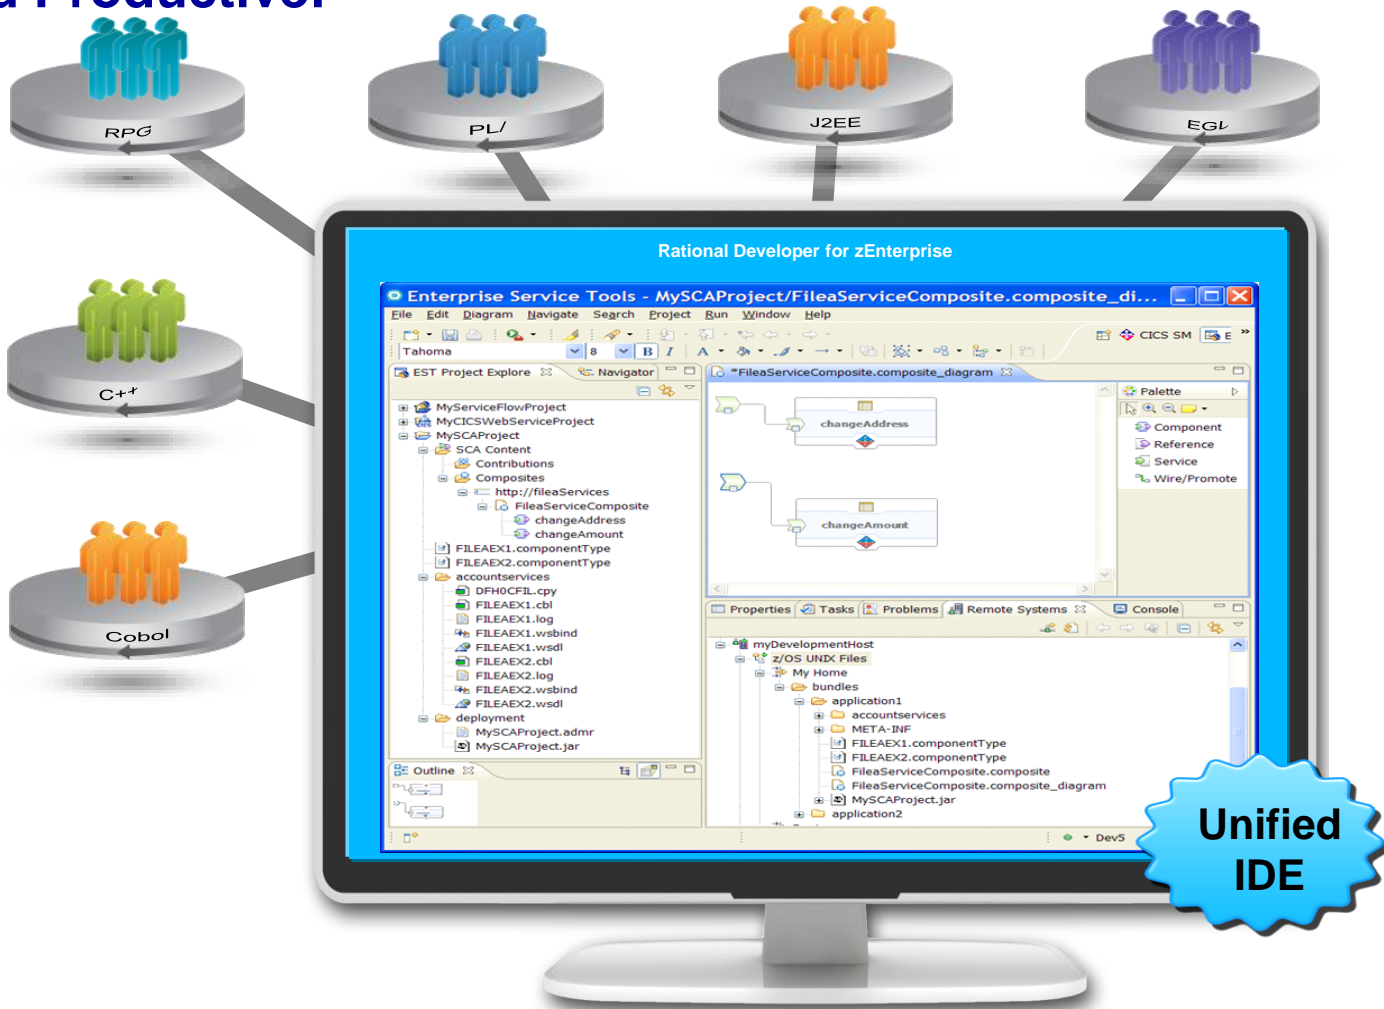 d Productivo.
RPG
PL/
J2EE
EGL
C++
Cobol
Rational Developer for zEnterprise
Enterprise Service Tools - MySCAProject/FileaServiceComposite.composite_di...
File Edit Diagram Navigate Search Project Run Window Help
CICS SM E »
Tahoma 8 B I A
EST Project Explore Navigator
MyServiceFlowProject
MyCICSWebServiceProject
MySCAProject
SCA Content
Contributions
Composites
http://fileaServices
FileaServiceComposite
changeAddress
changeAmount
FILEAEX1.componentType
FILEAEX2.componentType
accountservices
DFH0CFIL.cpy
FILEAEX1.cbl
FILEAEX1.log
FILEAEX1.wsbind
FILEAEX1.wsdl
FILEAEX2.cbl
FILEAEX2.log
FILEAEX2.wsbind
FILEAEX2.wsdl
deployment
MySCAProject.admr
MySCAProject.jar
Outline
*FileaServiceComposite.composite_diagram
changeAddress
changeAmount
Palette
Component
Reference
Service
Wire/Promote
Properties Tasks Problems Remote Systems Console
myDevelopmentHost
z/OS UNIX Files
My Home
bundles
application1
accountservices
META-INF
FILEAEX1.componentType
FILEAEX2.componentType
FileaServiceComposite.composite
FileaServiceComposite.composite_diagram
MySCAProject.jar
application2
Dev5
Unified
IDE